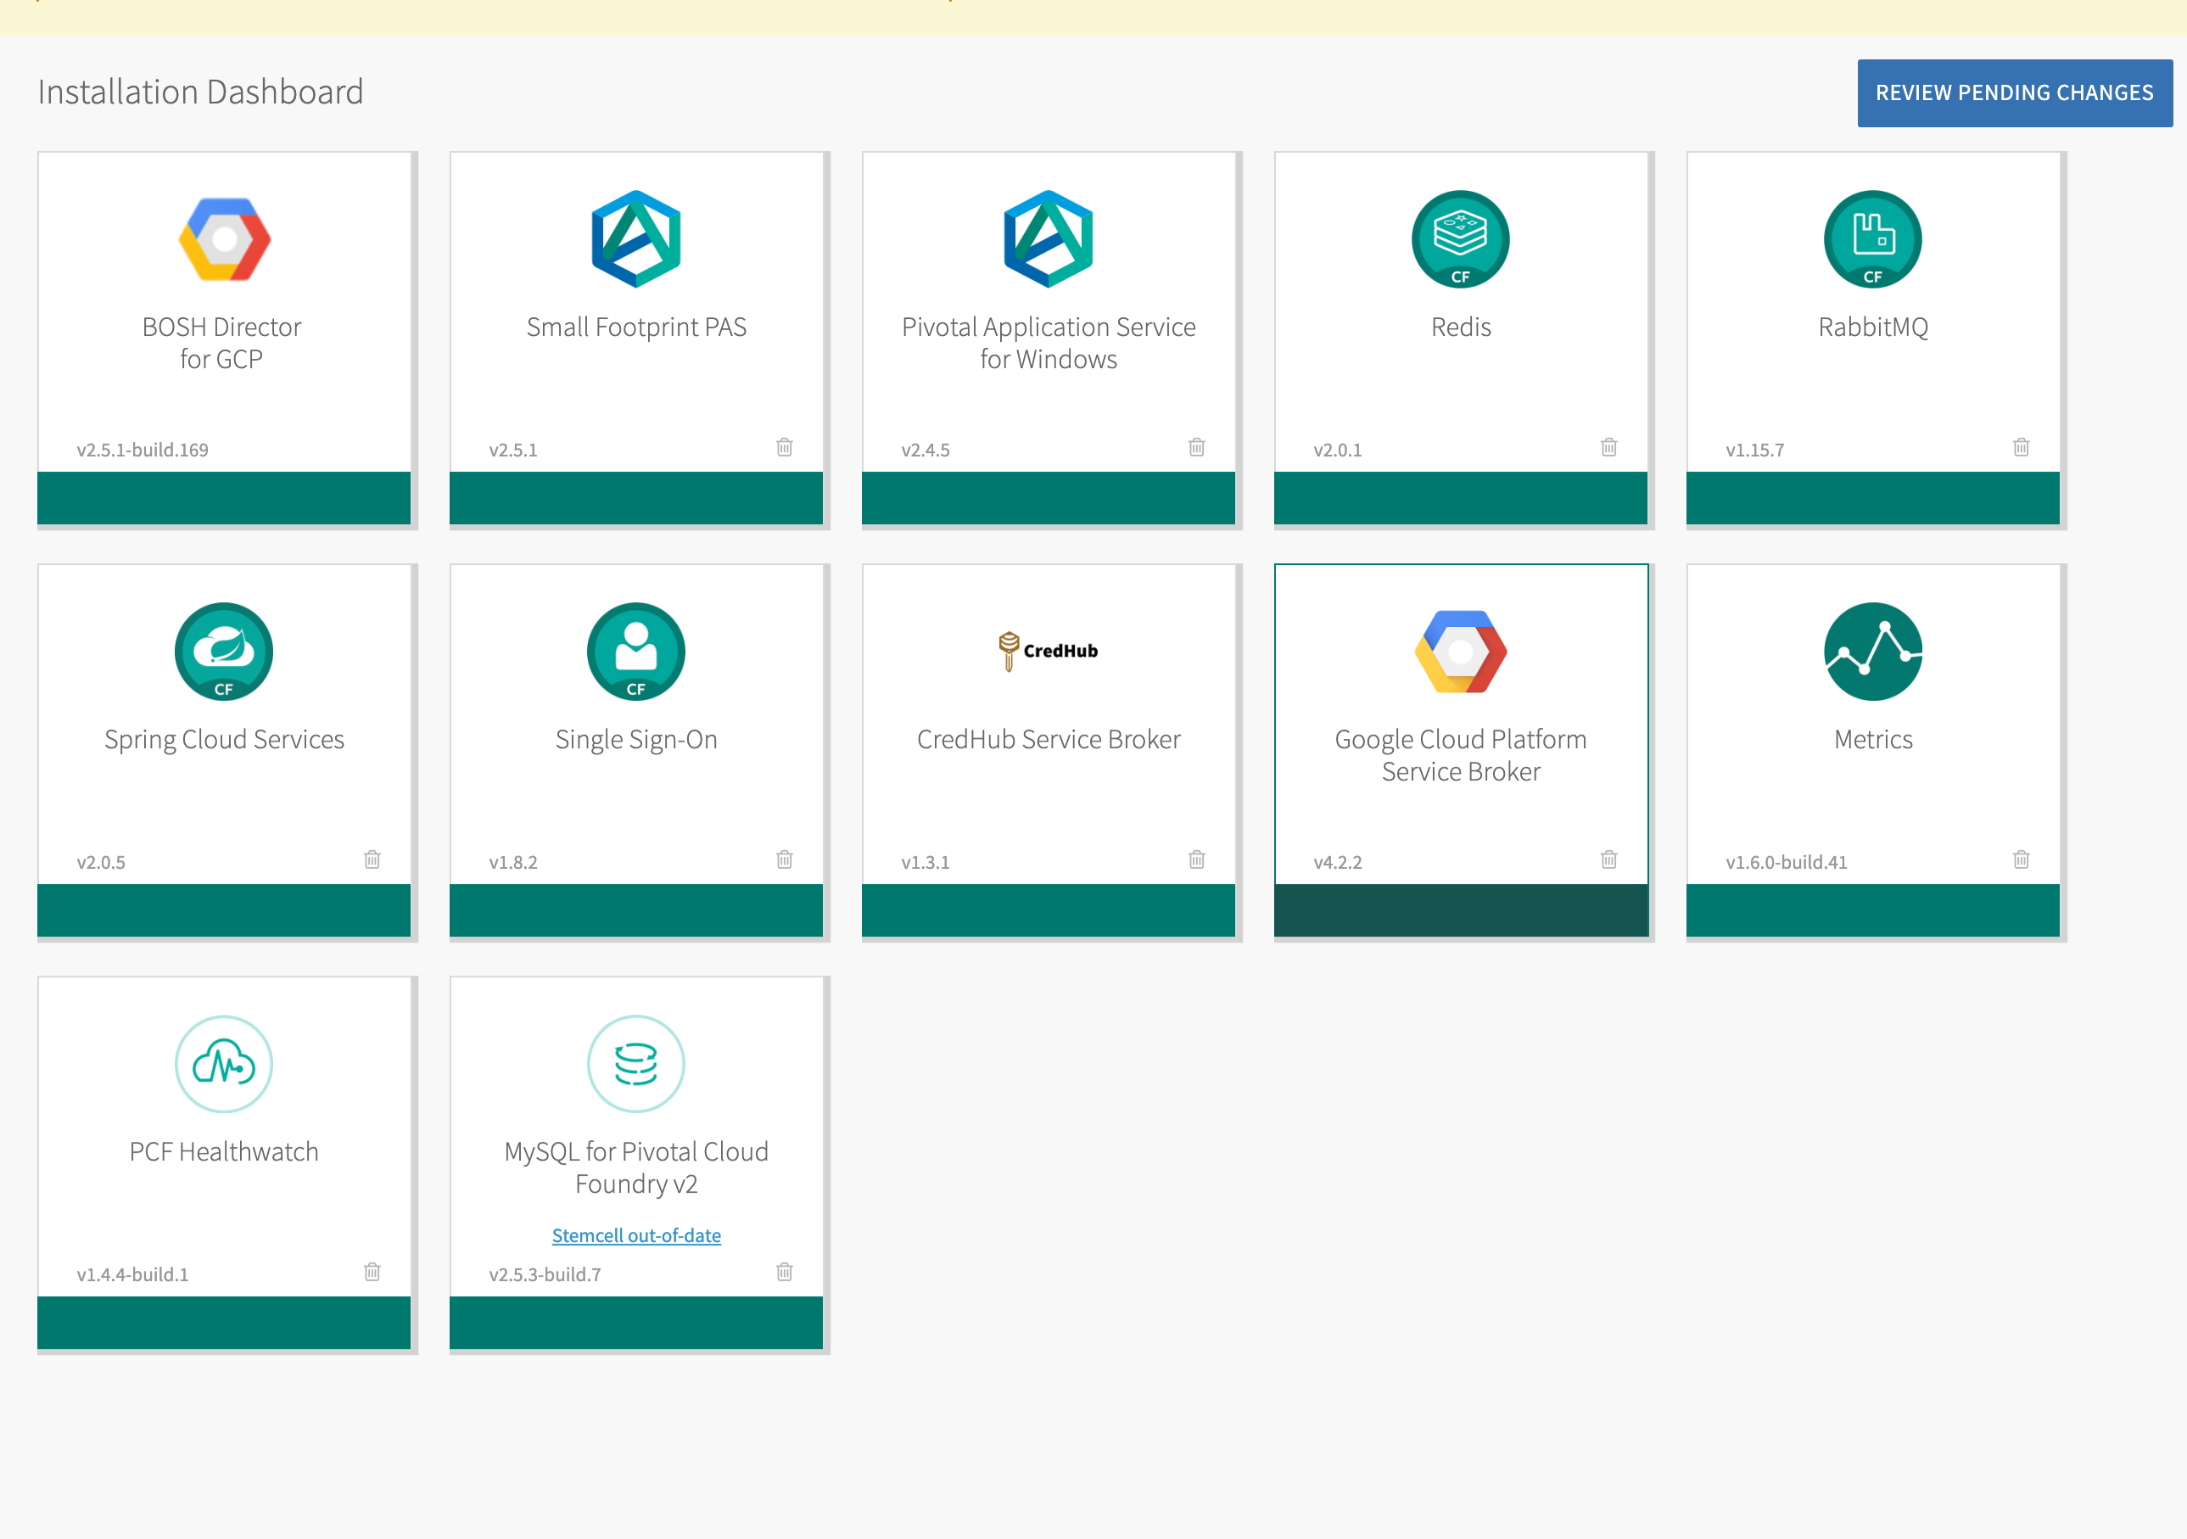 Installation Dashboard
REVIEW PENDING CHANGES
BOSH Director
for GCP
v2.5.1-build.169
Small Footprint PAS
v2.5.1
Pivotal Application Service
for Windows
v2.4.5
CF
Redis
v2.0.1
CF
RabbitMQ
v1.15.7
CF
Spring Cloud Services
v2.0.5
CF
Single Sign-On
v1.8.2
CredHub
CredHub Service Broker
v1.3.1
Google Cloud Platform
Service Broker
v4.2.2
Metrics
v1.6.0-build.41
PCF Healthwatch
v1.4.4-build.1
MySQL for Pivotal Cloud
Foundry v2
Stemcell out-of-date
v2.5.3-build.7